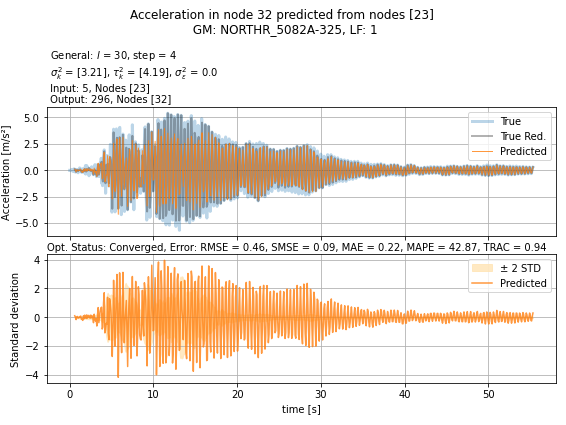 Acceleration in node 32 predicted from nodes [23]
GM: NORTHR_5082A-325, LF: 1
General: l = 30, step = 4
σ²ₖ = [3.21], τ²ₖ = [4.19], σ²ε = 0.0
Input: 5, Nodes [23]
Output: 296, Nodes [32]
Acceleration [m/s²]
5.0
2.5
0.0
−2.5
−5.0
True
True Red.
Predicted
Opt. Status: Converged, Error: RMSE = 0.46, SMSE = 0.09, MAE = 0.22, MAPE = 42.87, TRAC = 0.94
Standard deviation
4
2
0
−2
−4
± 2 STD
Predicted
0 10 20 30 40 50
time [s]